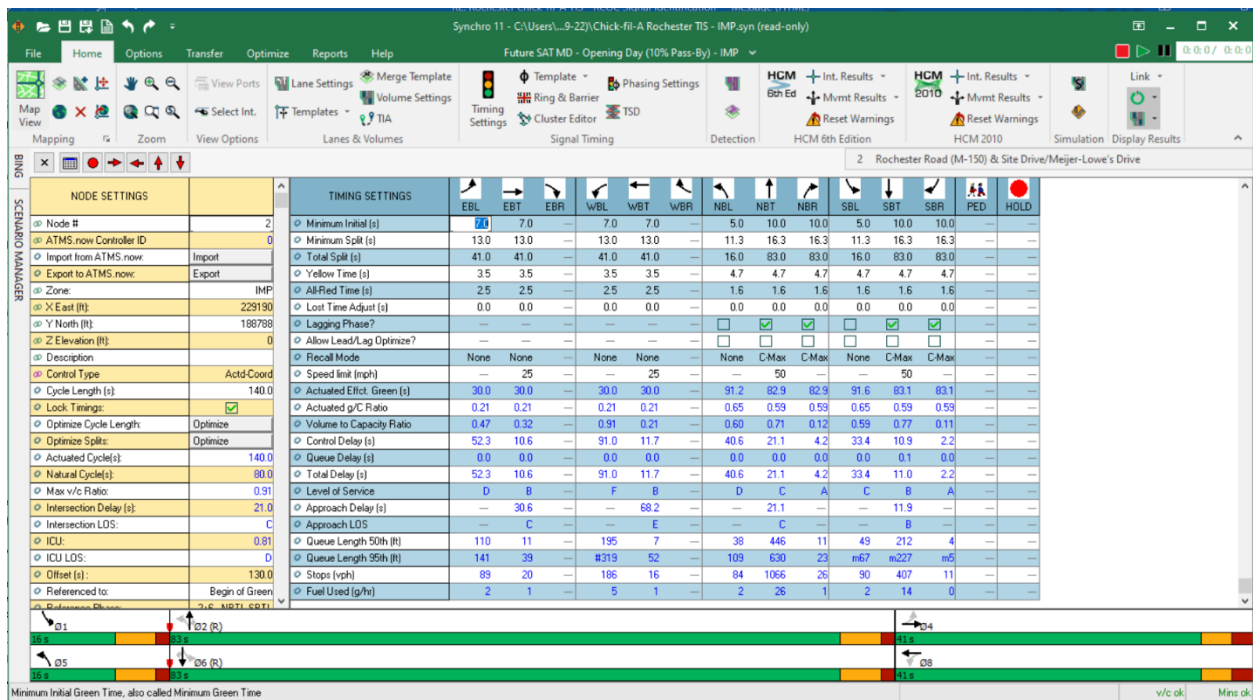 Synchro 11 - C:\Users\...9-22)\Chick-fil-A Rochester TIS - IMP.syn (read-only)
File Home Options Transfer Optimize Reports Help Future SAT MD - Opening Day (10% Pass-By) - IMP 0:0:0 / 0:0:0
Map View
Mapping
Zoom
View Ports
Select Int.
View Options
Lane Settings
Templates
Merge Template
Volume Settings
TIA
Lanes & Volumes
Timing Settings
Template
Ring & Barrier
Cluster Editor
Phasing Settings
TSD
Signal Timing
Detection
HCM 6th Ed
Int. Results
Mvmt Results
Reset Warnings
HCM 6th Edition
HCM 2010
Int. Results
Mvmt Results
Reset Warnings
HCM 2010
Simulation
Link
Display Results
BING
SCENARIO MANAGER
2 Rochester Road (M-150) & Site Drive/Meijer-Lowe's Drive
NODE SETTINGS
Node # 2
ATMS.now Controller ID 0
Import from ATMS.now: Import
Export to ATMS.now: Export
Zone: IMP
X East (ft): 229190
Y North (ft): 188788
Z Elevation (ft): 0
Description
Control Type Actd-Coord
Cycle Length (s): 140.0
Lock Timings:
Optimize Cycle Length: Optimize
Optimize Splits: Optimize
Actuated Cycle(s): 140.0
Natural Cycle(s): 80.0
Max v/c Ratio: 0.91
Intersection Delay (s): 21.0
Intersection LOS: C
ICU: 0.81
ICU LOS: D
Offset (s) : 130.0
Referenced to: Begin of Green
Reference Phase: 2+6 - NBTL SBTL
TIMING SETTINGS EBL EBT EBR WBL WBT WBR NBL NBT NBR SBL SBT SBR PED HOLD
Minimum Initial (s) 7.0 7.0 — 7.0 7.0 — 5.0 10.0 10.0 5.0 10.0 10.0 — —
Minimum Split (s) 13.0 13.0 — 13.0 13.0 — 11.3 16.3 16.3 11.3 16.3 16.3 — —
Total Split (s) 41.0 41.0 — 41.0 41.0 — 16.0 83.0 83.0 16.0 83.0 83.0 — —
Yellow Time (s) 3.5 3.5 — 3.5 3.5 — 4.7 4.7 4.7 4.7 4.7 4.7 — —
All-Red Time (s) 2.5 2.5 — 2.5 2.5 — 1.6 1.6 1.6 1.6 1.6 1.6 — —
Lost Time Adjust (s) 0.0 0.0 — 0.0 0.0 — 0.0 0.0 0.0 0.0 0.0 0.0 — —
Lagging Phase? — — — — — — — —
Allow Lead/Lag Optimize? — — — — — — — —
Recall Mode None None — None None — None C-Max C-Max None C-Max C-Max — —
Speed limit (mph) — 25 — — 25 — — 50 — — 50 — — —
Actuated Effct. Green (s) 30.0 30.0 — 30.0 30.0 — 91.2 82.9 82.9 91.6 83.1 83.1 — —
Actuated g/C Ratio 0.21 0.21 — 0.21 0.21 — 0.65 0.59 0.59 0.65 0.59 0.59 — —
Volume to Capacity Ratio 0.47 0.32 — 0.91 0.21 — 0.60 0.71 0.12 0.59 0.77 0.11 — —
Control Delay (s) 52.3 10.6 — 91.0 11.7 — 40.6 21.1 4.2 33.4 10.9 2.2 — —
Queue Delay (s) 0.0 0.0 — 0.0 0.0 — 0.0 0.0 0.0 0.0 0.1 0.0 — —
Total Delay (s) 52.3 10.6 — 91.0 11.7 — 40.6 21.1 4.2 33.4 11.0 2.2 — —
Level of Service D B — F B — D C A C B A — —
Approach Delay (s) — 30.6 — — 68.2 — — 21.1 — — 11.9 — — —
Approach LOS — C — — E — — C — — B — — —
Queue Length 50th (ft) 110 11 — 195 7 — 38 446 11 49 212 4 — —
Queue Length 95th (ft) 141 39 — #319 52 — 109 630 23 m67 m227 m5 — —
Stops (vph) 89 20 — 186 16 — 84 1066 26 90 407 11 — —
Fuel Used (g/hr) 2 1 — 5 1 — 2 26 1 2 14 0 — —
Ø1 Ø2 (R) Ø4
16 s 83 s 41 s
Ø5 Ø6 (R) Ø8
16 s 83 s 41 s
Minimum Initial Green Time, also called Minimum Green Time v/c ok Mins ok